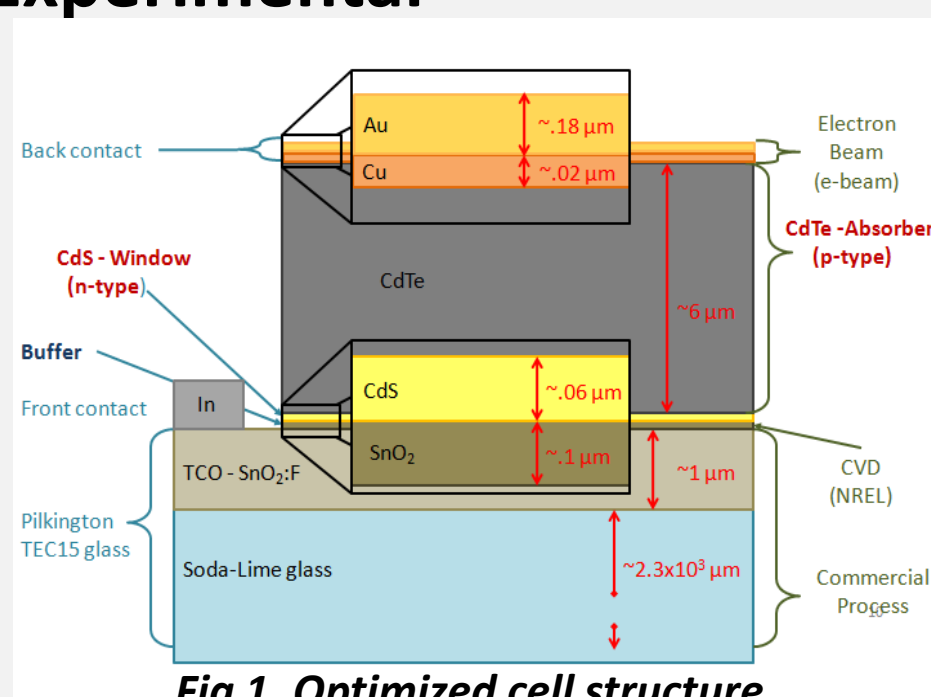 Experimental
Au
~.18 µm
Electron
Beam
(e-beam)
Back contact
Cu
~.02 µm
CdTe -Absorber
(p-type)
CdS - Window
(n-type)
CdTe
~6 µm
Buffer
CdS
~.06 µm
Front contact
In
SnO₂
~.1 µm
TCO - SnO₂:F
~1 µm
CVD
(NREL)
Pilkington
TEC15 glass
Soda-Lime glass
~2.3x10³ µm
Commercial
Process
10
Fig 1. Optimized cell structure